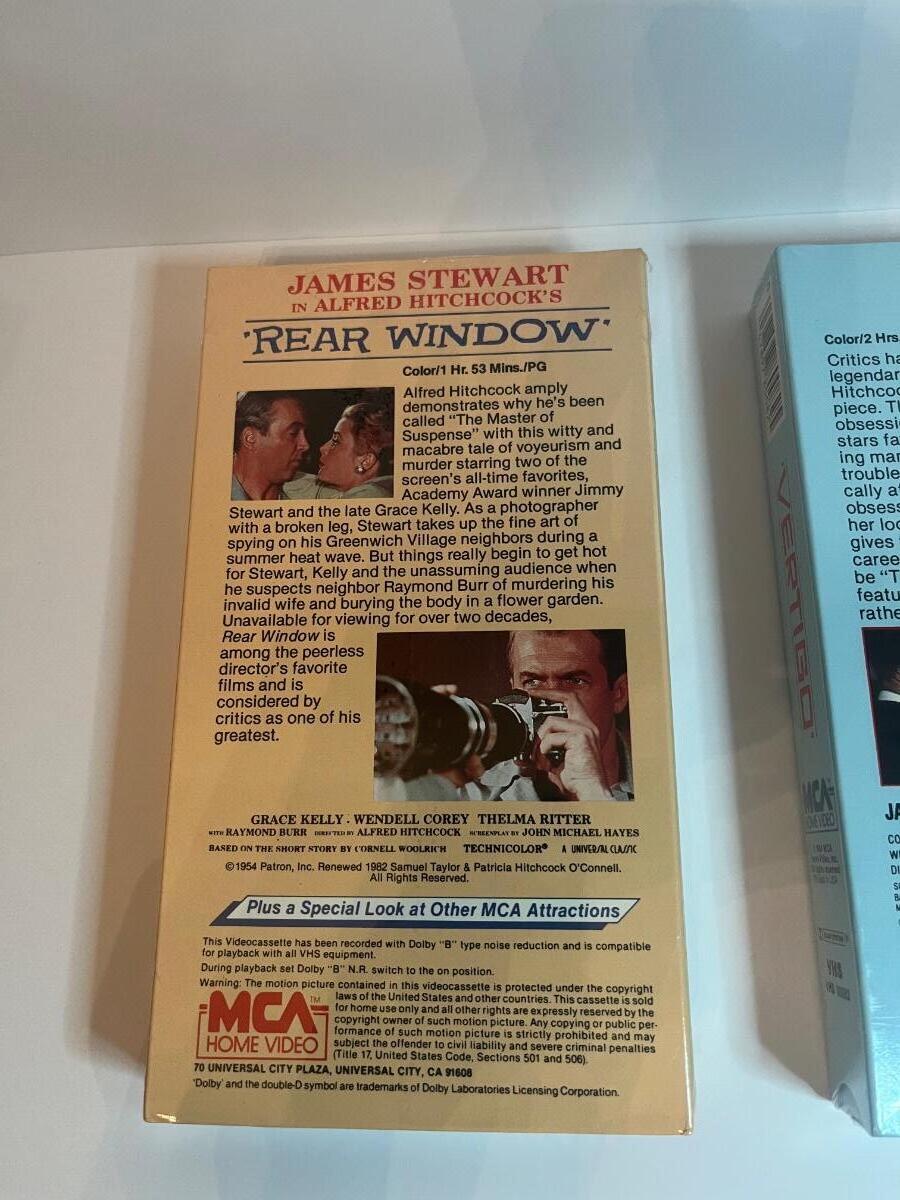 JAMES STEWART
IN ALFRED HITCHCOCK'S
'REAR WINDOW'
Color/1 Hr. 53 Mins./PG
Alfred Hitchcock amply
demonstrates why he's been
called "The Master of
Suspense" with this witty and
macabre tale of voyeurism and
murder starring two of the
screen's all-time favorites,
Academy Award winner Jimmy
Stewart and the late Grace Kelly. As a photographer
with a broken leg, Stewart takes up the fine art of
spying on his Greenwich Village neighbors during a
summer heat wave. But things really begin to get hot
for Stewart, Kelly and the unassuming audience when
he suspects neighbor Raymond Burr of murdering his
invalid wife and burying the body in a flower garden.
Unavailable for viewing for over two decades,
Rear Window is
among the peerless
director's favorite
films and is
considered by
critics as one of his
greatest.
GRACE KELLY · WENDELL COREY THELMA RITTER
WITH RAYMOND BURR DIRECTED BY ALFRED HITCHCOCK SCREENPLAY BY JOHN MICHAEL HAYES
BASED ON THE SHORT STORY BY CORNELL WOOLRICH TECHNICOLOR® A UNIVERSAL CLASSIC
©1954 Patron, Inc. Renewed 1982 Samuel Taylor & Patricia Hitchcock O'Connell.
All Rights Reserved.
Plus a Special Look at Other MCA Attractions
This Videocassette has been recorded with Dolby "B" type noise reduction and is compatible
for playback with all VHS equipment.
During playback set Dolby "B" N.R. switch to the on position.
Warning: The motion picture contained in this videocassette is protected under the copyright
laws of the United States and other countries. This cassette is sold
for home use only and all other rights are expressly reserved by the
copyright owner of such motion picture. Any copying or public per-
formance of such motion picture is strictly prohibited and may
subject the offender to civil liability and severe criminal penalties
(Title 17, United States Code, Sections 501 and 506).
MCA™
HOME VIDEO
70 UNIVERSAL CITY PLAZA, UNIVERSAL CITY, CA 91608
'Dolby' and the double-D symbol are trademarks of Dolby Laboratories Licensing Corporation.
VERTIGO
MCA
HOME VIDEO
VHS
Color/2 Hrs
Critics ha
legendar
Hitchcoc
piece. Th
obsessi
stars fa
ing mar
trouble
cally a
obsess
her loo
gives
caree
be "T
featu
rathe
JA
CO